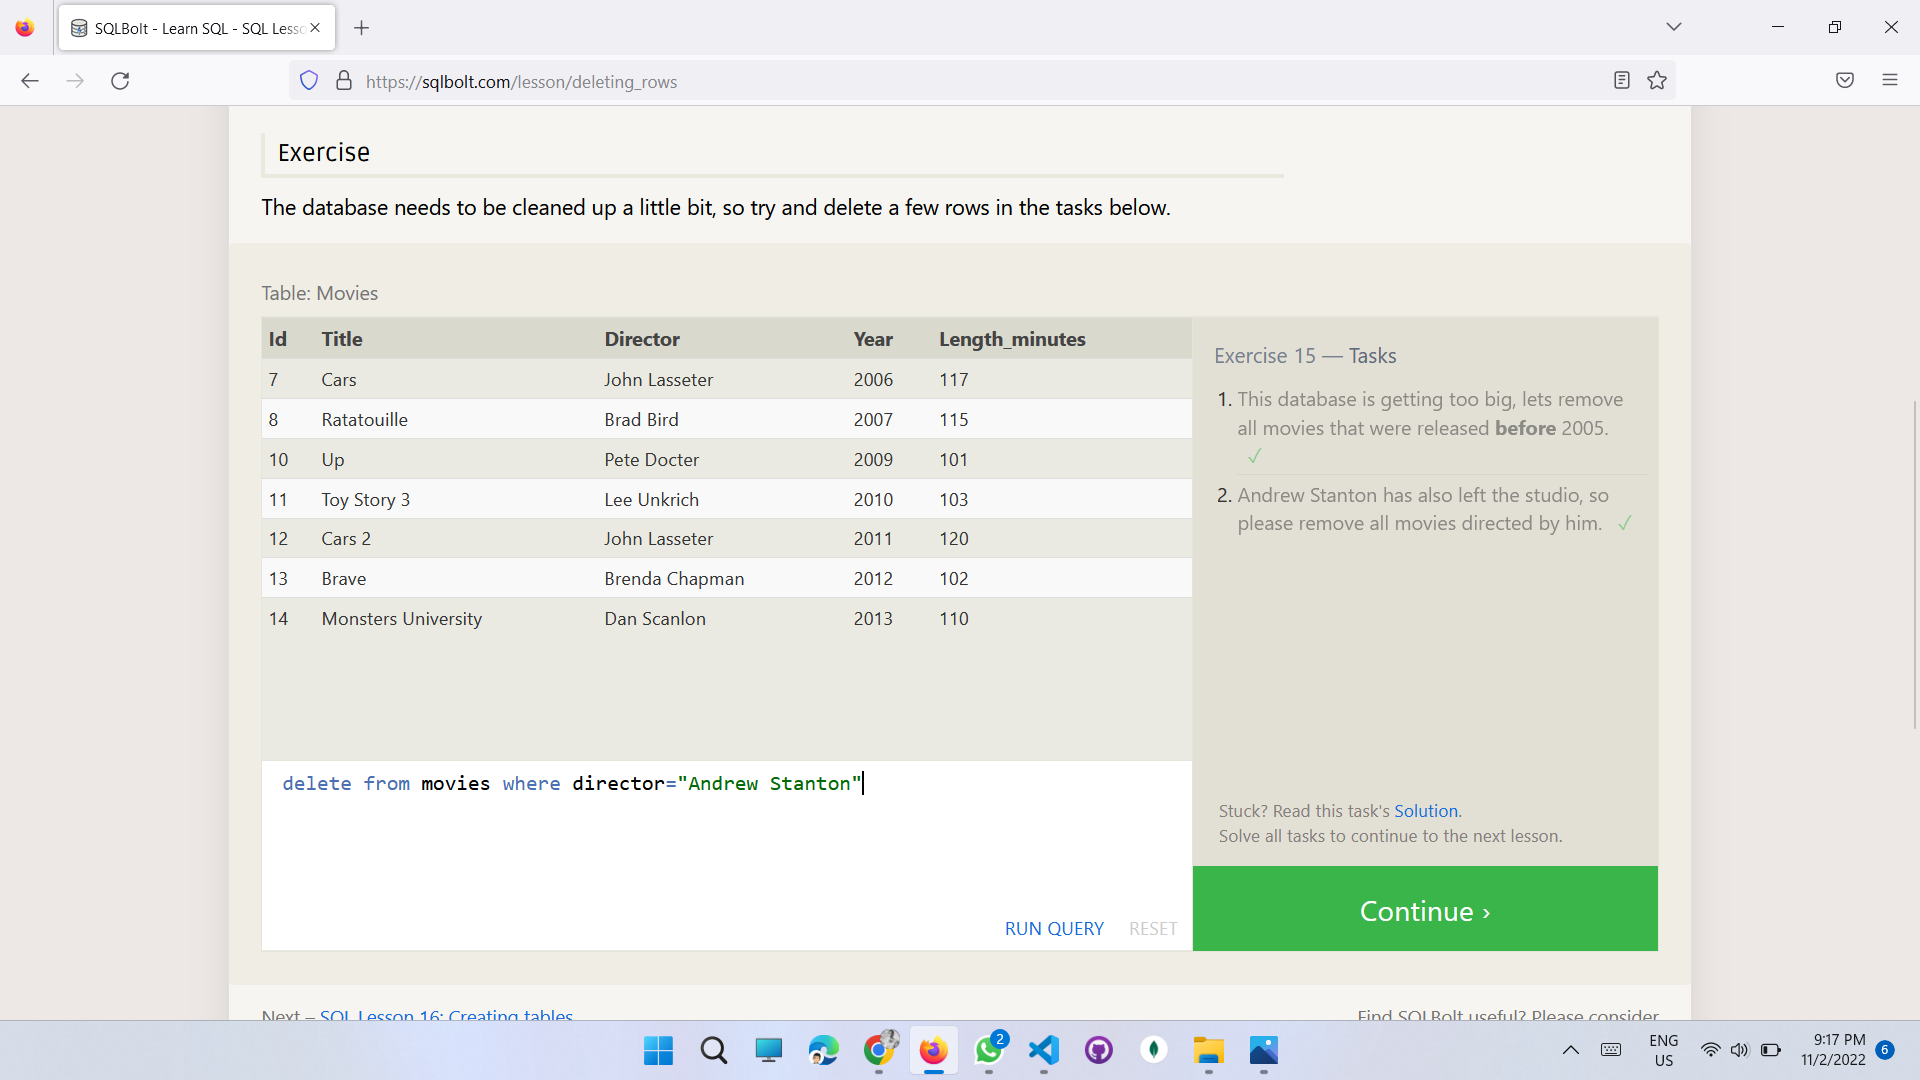 SQLBolt - Learn SQL - SQL Lesso
https://sqlbolt.com/lesson/deleting_rows
Exercise
The database needs to be cleaned up a little bit, so try and delete a few rows in the tasks below.
Table: Movies
Id Title Director Year Length_minutes
7 Cars John Lasseter 2006 117
8 Ratatouille Brad Bird 2007 115
10 Up Pete Docter 2009 101
11 Toy Story 3 Lee Unkrich 2010 103
12 Cars 2 John Lasseter 2011 120
13 Brave Brenda Chapman 2012 102
14 Monsters University Dan Scanlon 2013 110
delete from movies where director="Andrew Stanton"
RUN QUERY RESET
Exercise 15 — Tasks
1. This database is getting too big, lets remove
all movies that were released before 2005.
✓
2. Andrew Stanton has also left the studio, so
please remove all movies directed by him. ✓
Stuck? Read this task's Solution.
Solve all tasks to continue to the next lesson.
Continue ›
Next – SQL Lesson 16: Creating tables
Find SQLBolt useful? Please consider
2
ENG
US
9:17 PM
11/2/2022
6